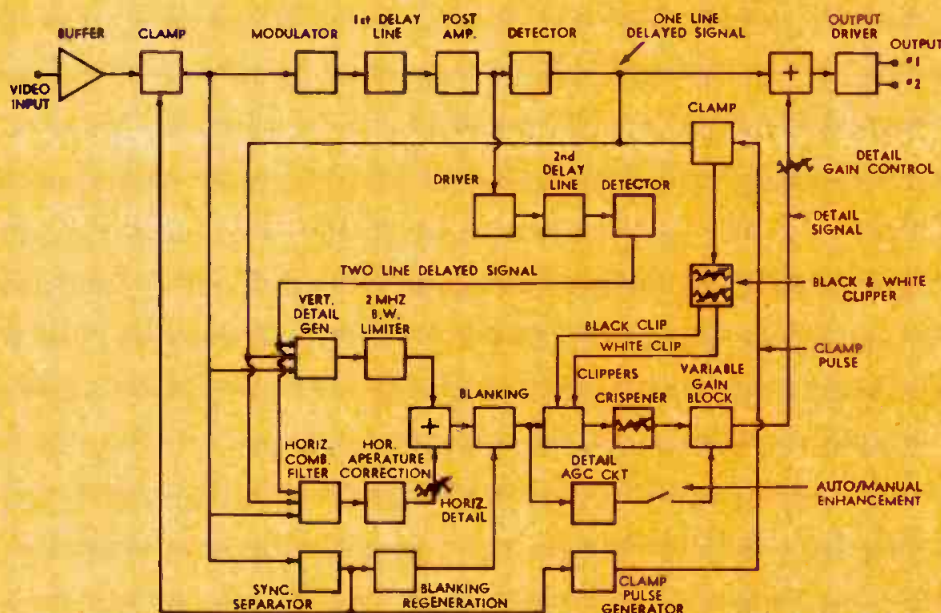 BUFFER
VIDEO
INPUT
CLAMP
MODULATOR
1st DELAY
LINE
POST
AMP.
DETECTOR
ONE LINE
DELAYED SIGNAL
OUTPUT
DRIVER
OUTPUT
#1
#2
+
CLAMP
DETAIL
GAIN CONTROL
DRIVER
2nd
DELAY
LINE
DETECTOR
DETAIL
SIGNAL
TWO LINE DELAYED SIGNAL
BLACK & WHITE
CLIPPER
VERT.
DETAIL
GEN.
2 MHZ
B.W.
LIMITER
BLACK CLIP
WHITE CLIP
CLAMP
PULSE
CLIPPERS
VARIABLE
GAIN
BLOCK
BLANKING
CRISPENER
+
HORIZ.
COMB.
FILTER
HOR.
APERATURE
CORRECTION
HORIZ.
DETAIL
DETAIL
AGC CKT
AUTO/MANUAL
ENHANCEMENT
SYNC.
SEPARATOR
BLANKING
REGENERATION
CLAMP
PULSE
GENERATOR